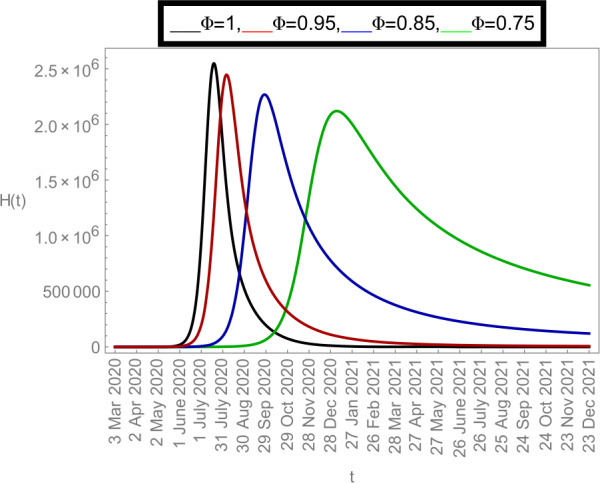 ___Φ=1,___Φ=0.95,___Φ=0.85,___Φ=0.75
2.5×10⁶
2.0×10⁶
1.5×10⁶
1.0×10⁶
500000
0
H(t)
3 Mar 2020
2 Apr 2020
2 May 2020
1 June 2020
1 July 2020
31 July 2020
30 Aug 2020
29 Sep 2020
29 Oct 2020
28 Nov 2020
28 Dec 2020
27 Jan 2021
26 Feb 2021
28 Mar 2021
27 Apr 2021
27 May 2021
26 June 2021
26 July 2021
25 Aug 2021
24 Sep 2021
24 Oct 2021
23 Nov 2021
23 Dec 2021
t